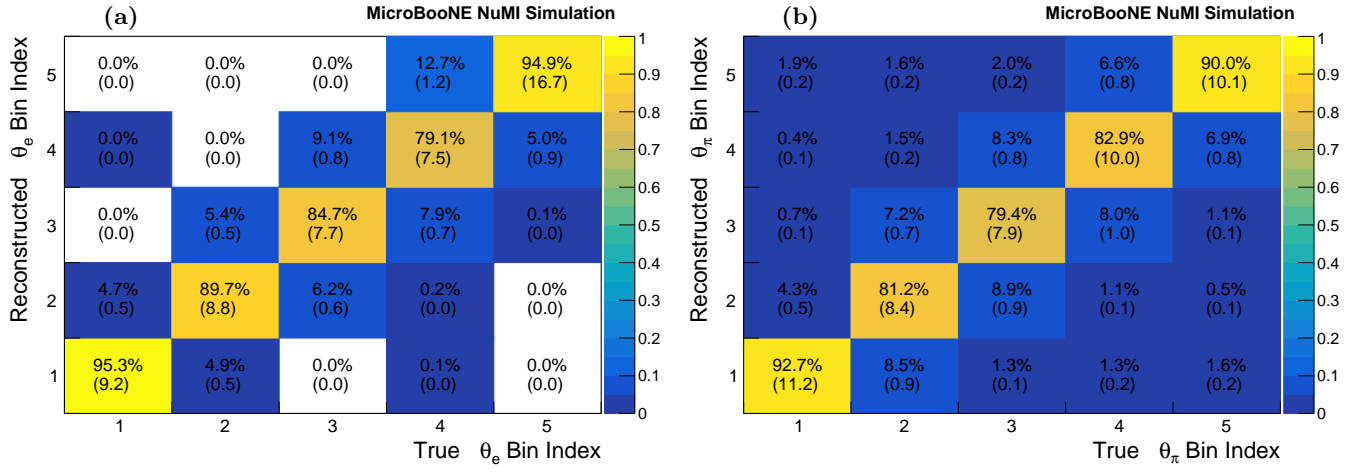 (a)
MicroBooNE NuMI Simulation
Reconstructed θe Bin Index
5
0.0% 0.0% 0.0% 12.7% 94.9%
(0.0) (0.0) (0.0) (1.2) (16.7)
4
0.0% 0.0% 9.1% 79.1% 5.0%
(0.0) (0.0) (0.8) (7.5) (0.9)
3
0.0% 5.4% 84.7% 7.9% 0.1%
(0.0) (0.5) (7.7) (0.7) (0.0)
2
4.7% 89.7% 6.2% 0.2% 0.0%
(0.5) (8.8) (0.6) (0.0) (0.0)
1
95.3% 4.9% 0.0% 0.1% 0.0%
(9.2) (0.5) (0.0) (0.0) (0.0)
1 2 3 4 5
True θe Bin Index
1
0.9
0.8
0.7
0.6
0.5
0.4
0.3
0.2
0.1
0
(b)
MicroBooNE NuMI Simulation
Reconstructed θπ Bin Index
5
1.9% 1.6% 2.0% 6.6% 90.0%
(0.2) (0.2) (0.2) (0.8) (10.1)
4
0.4% 1.5% 8.3% 82.9% 6.9%
(0.1) (0.2) (0.8) (10.0) (0.8)
3
0.7% 7.2% 79.4% 8.0% 1.1%
(0.1) (0.7) (7.9) (1.0) (0.1)
2
4.3% 81.2% 8.9% 1.1% 0.5%
(0.5) (8.4) (0.9) (0.1) (0.1)
1
92.7% 8.5% 1.3% 1.3% 1.6%
(11.2) (0.9) (0.1) (0.2) (0.2)
1 2 3 4 5
True θπ Bin Index
1
0.9
0.8
0.7
0.6
0.5
0.4
0.3
0.2
0.1
0